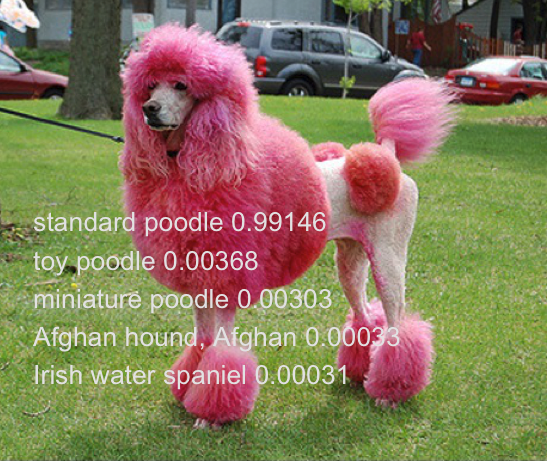 standard poodle 0.99146
toy poodle 0.00368
miniature poodle 0.00303
Afghan hound, Afghan 0.00033
Irish water spaniel 0.00031